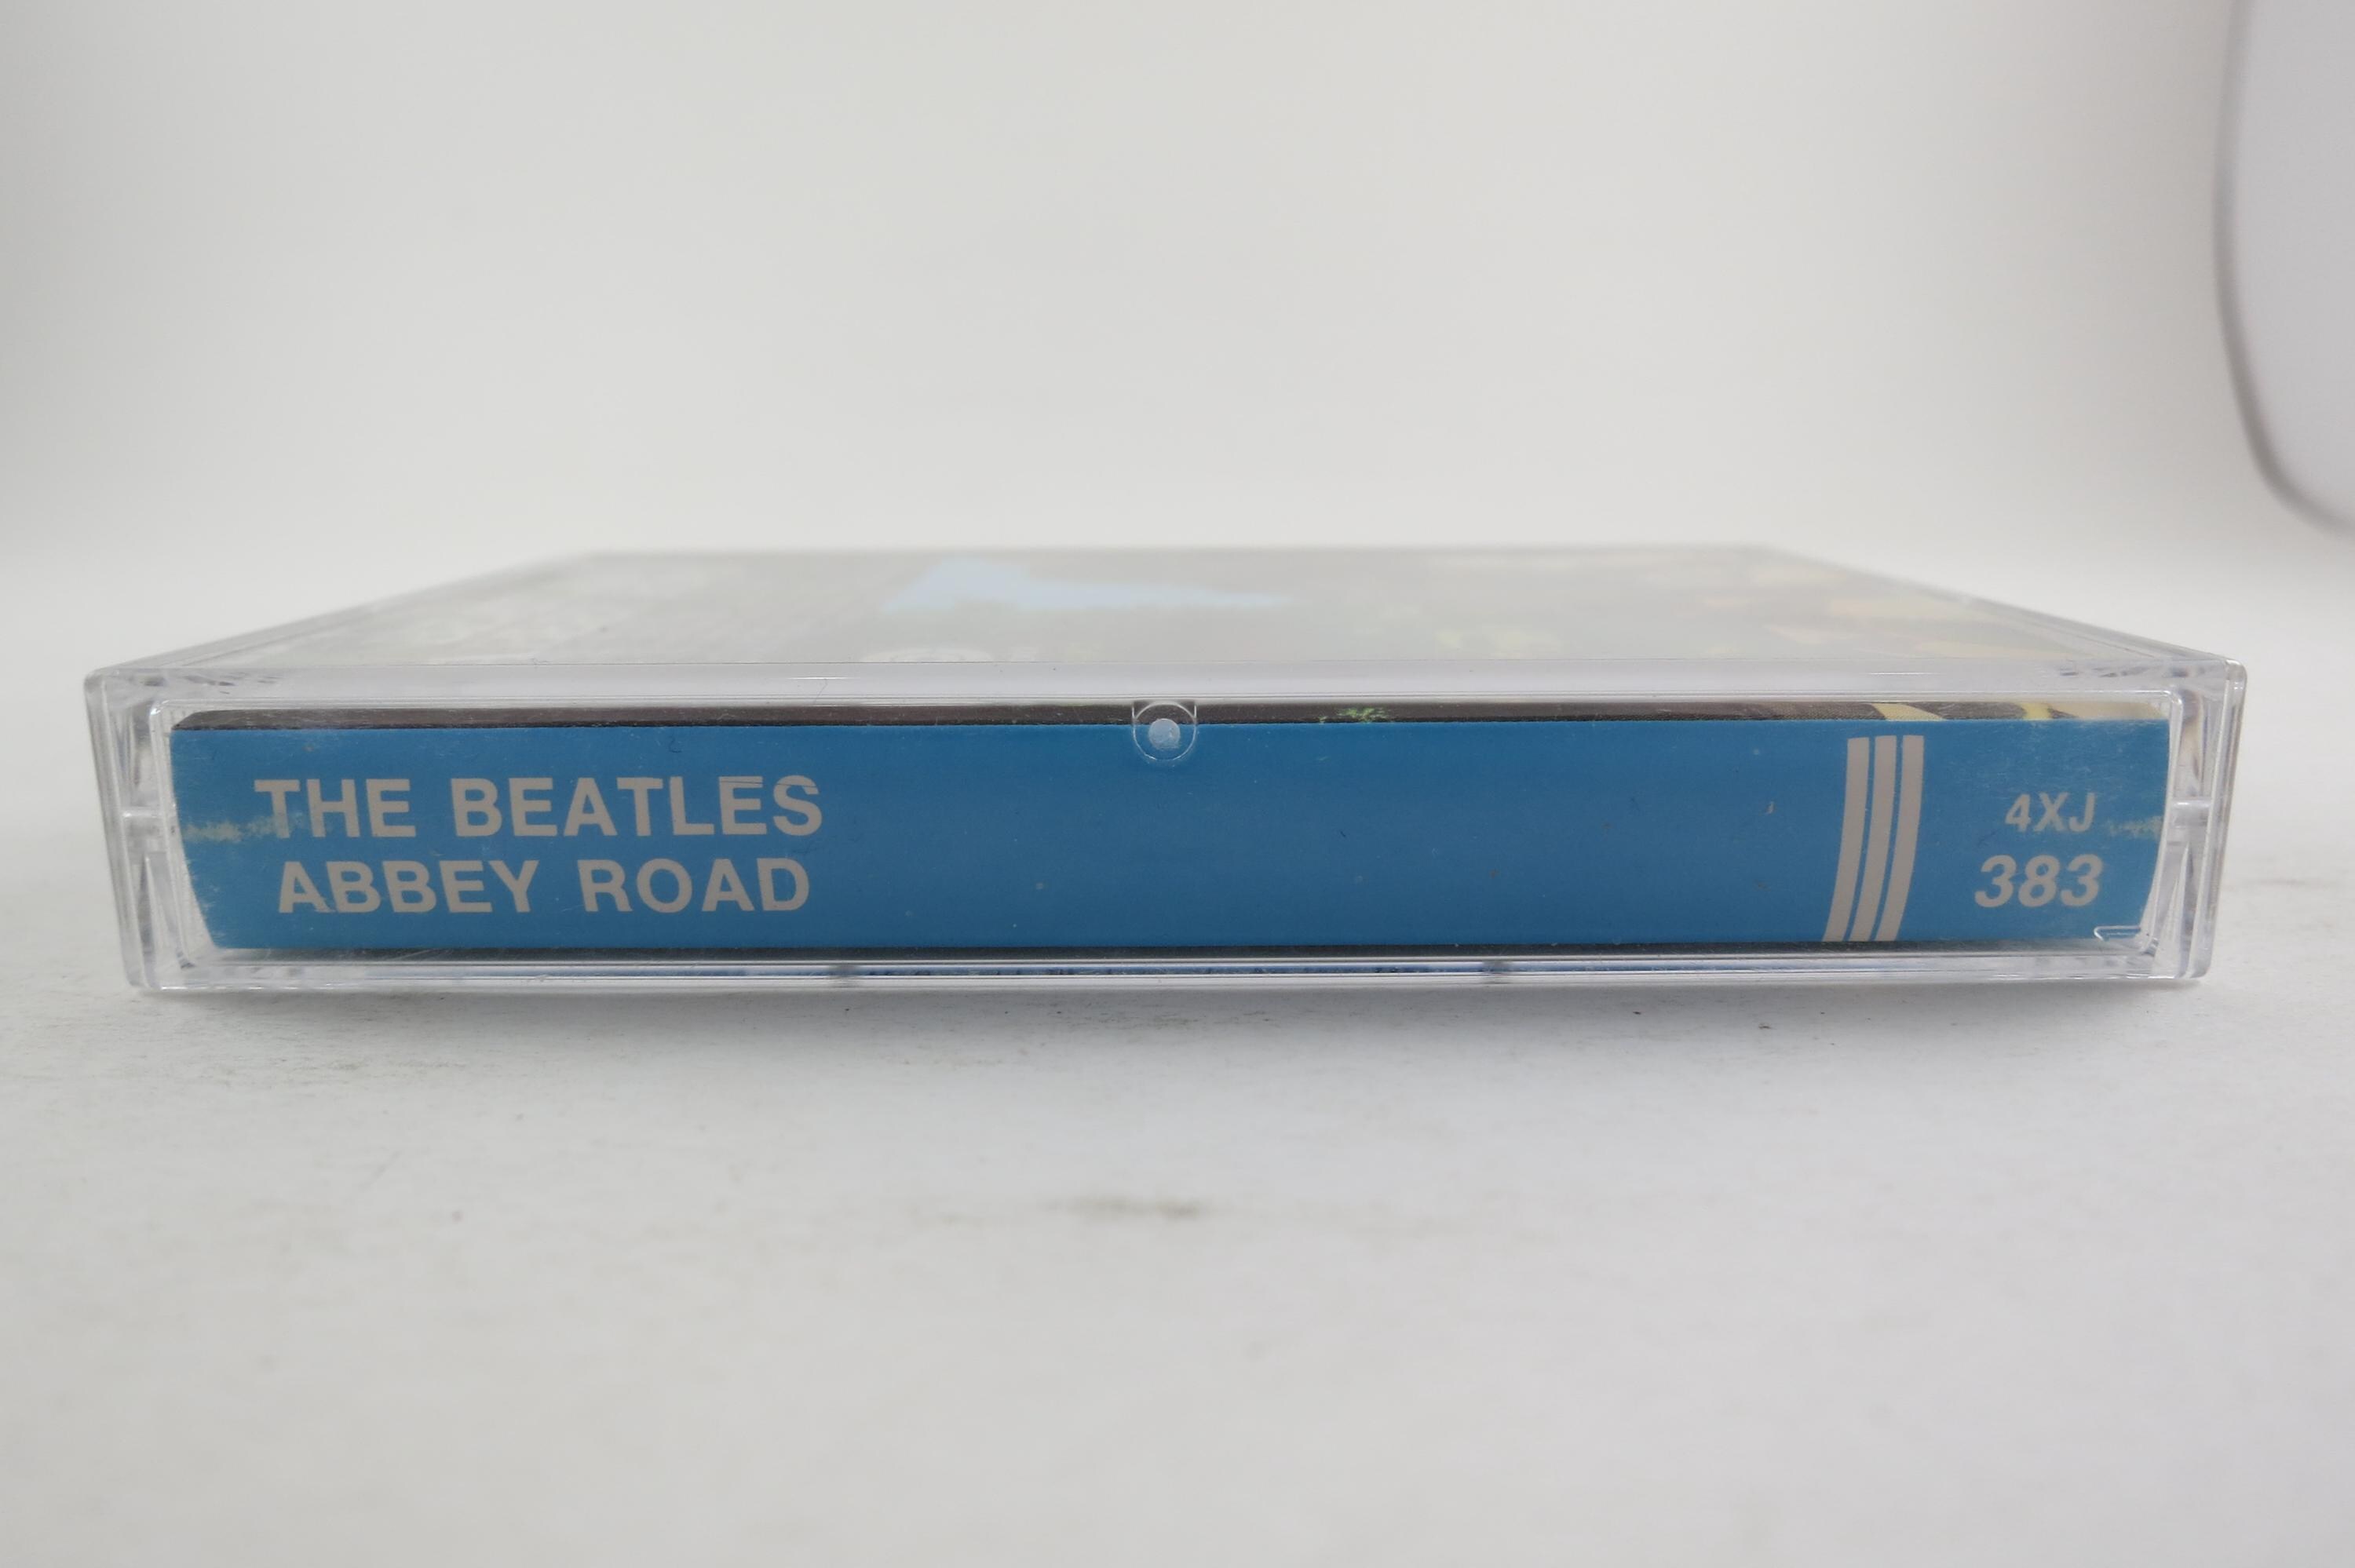 THE BEATLES
ABBEY ROAD
4XJ
383